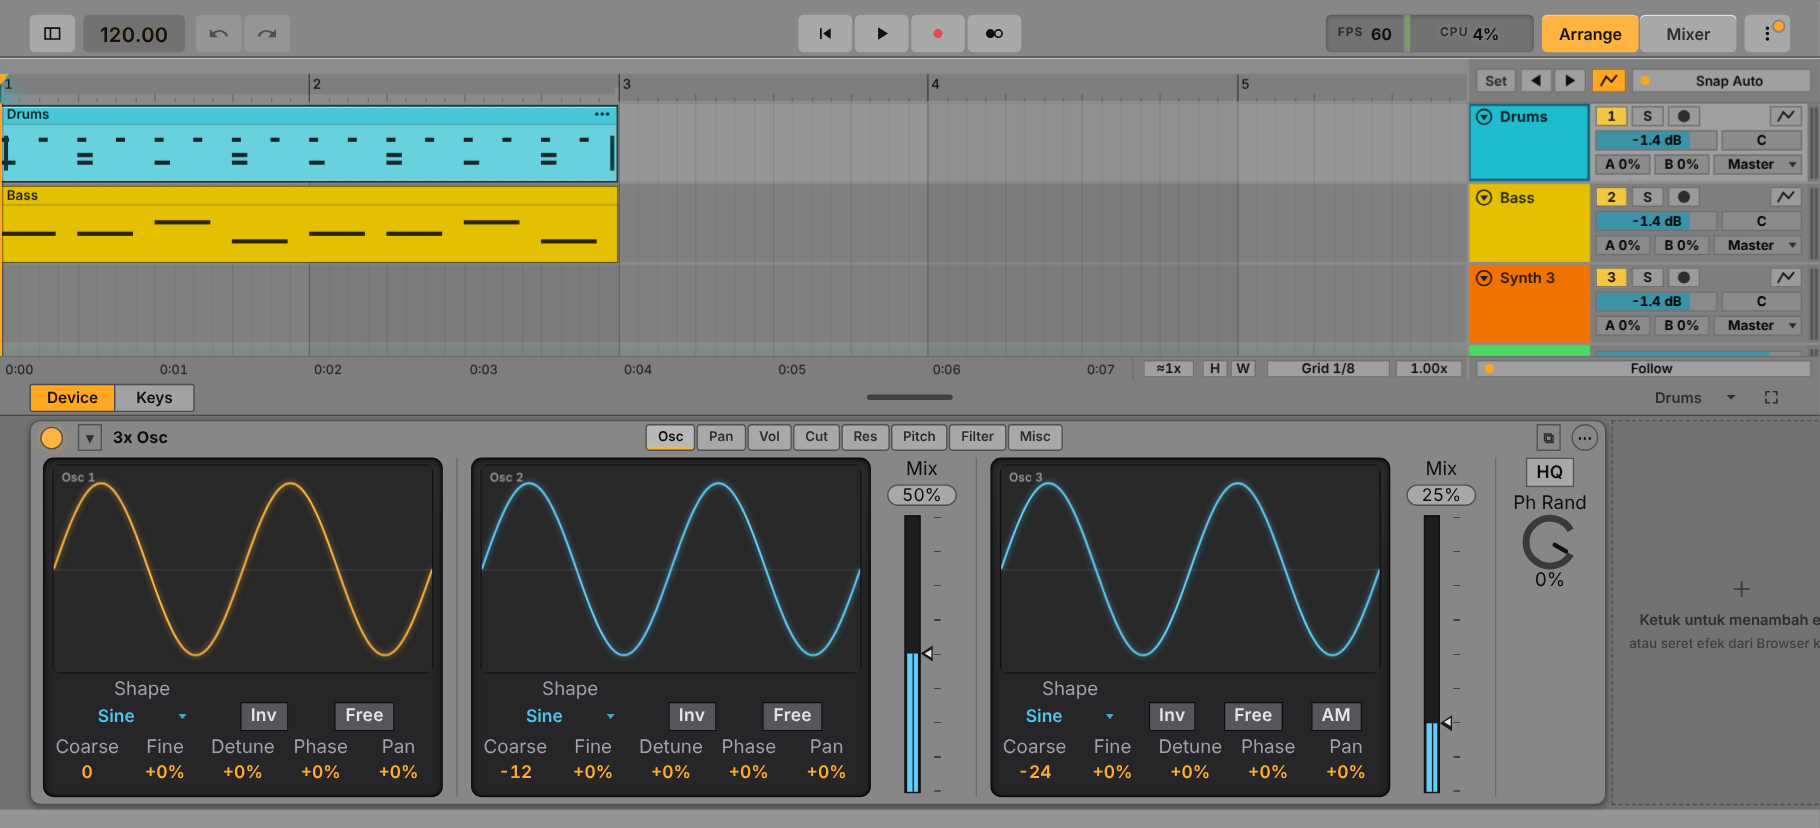 120.00
FPS 60 CPU 4%
Arrange Mixer
1 2 3 4 5
Set Snap Auto
Drums
Drums 1 S
-1.4 dB C
A 0% B 0% Master
Bass
Bass 2 S
-1.4 dB C
A 0% B 0% Master
Synth 3 3 S
-1.4 dB C
A 0% B 0% Master
0:00 0:01 0:02 0:03 0:04 0:05 0:06 0:07 ≈1x H W Grid 1/8 1.00x Follow
Device Keys Drums
3x Osc Osc Pan Vol Cut Res Pitch Filter Misc
Osc 1
Shape
Sine Inv Free
Coarse Fine Detune Phase Pan
0 +0% +0% +0% +0%
Osc 2
Shape
Sine Inv Free
Coarse Fine Detune Phase Pan
-12 +0% +0% +0% +0%
Mix
50%
Osc 3
Shape
Sine Inv Free AM
Coarse Fine Detune Phase Pan
-24 +0% +0% +0% +0%
Mix
25%
HQ
Ph Rand
0%
Ketuk untuk menambah
atau seret efek dari Browser